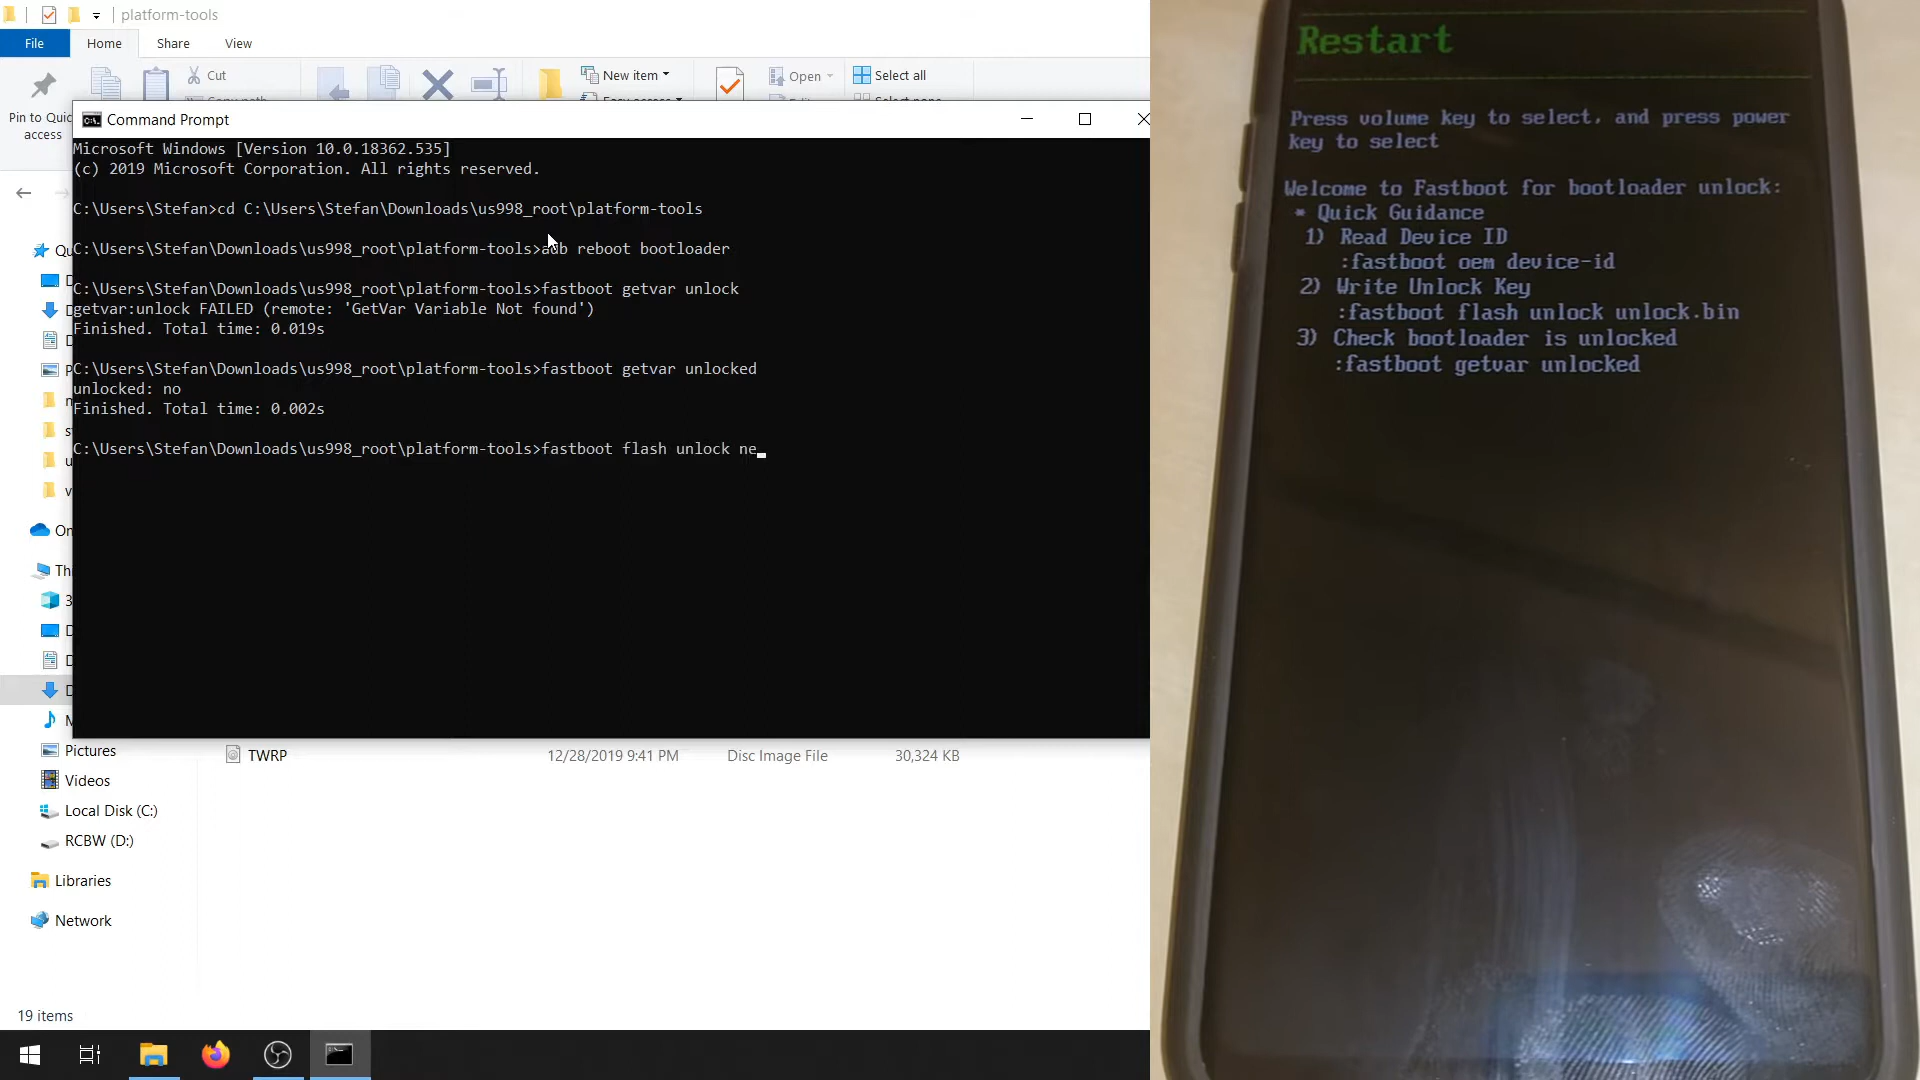 platform-tools
File
Home
Share
View
Cut
New item
Open
Select all
Pin to Quic
access
Command Prompt
Microsoft Windows [Version 10.0.18362.535]
(c) 2019 Microsoft Corporation. All rights reserved.
C:\Users\Stefan>cd C:\Users\Stefan\Downloads\us998_root\platform-tools
C:\Users\Stefan\Downloads\us998_root\platform-tools>adb reboot bootloader
C:\Users\Stefan\Downloads\us998_root\platform-tools>fastboot getvar unlock
getvar:unlock FAILED (remote: 'GetVar Variable Not found')
Finished. Total time: 0.019s
C:\Users\Stefan\Downloads\us998_root\platform-tools>fastboot getvar unlocked
unlocked: no
Finished. Total time: 0.002s
C:\Users\Stefan\Downloads\us998_root\platform-tools>fastboot flash unlock ne_
Pictures
Videos
Local Disk (C:)
RCBW (D:)
Libraries
Network
TWRP 12/28/2019 9:41 PM Disc Image File 30,324 KB
19 items
Restart
Press volume key to select, and press power
key to select
Welcome to Fastboot for bootloader unlock:
* Quick Guidance
1) Read Device ID
:fastboot oem device-id
2) Write Unlock Key
:fastboot flash unlock unlock.bin
3) Check bootloader is unlocked
:fastboot getvar unlocked